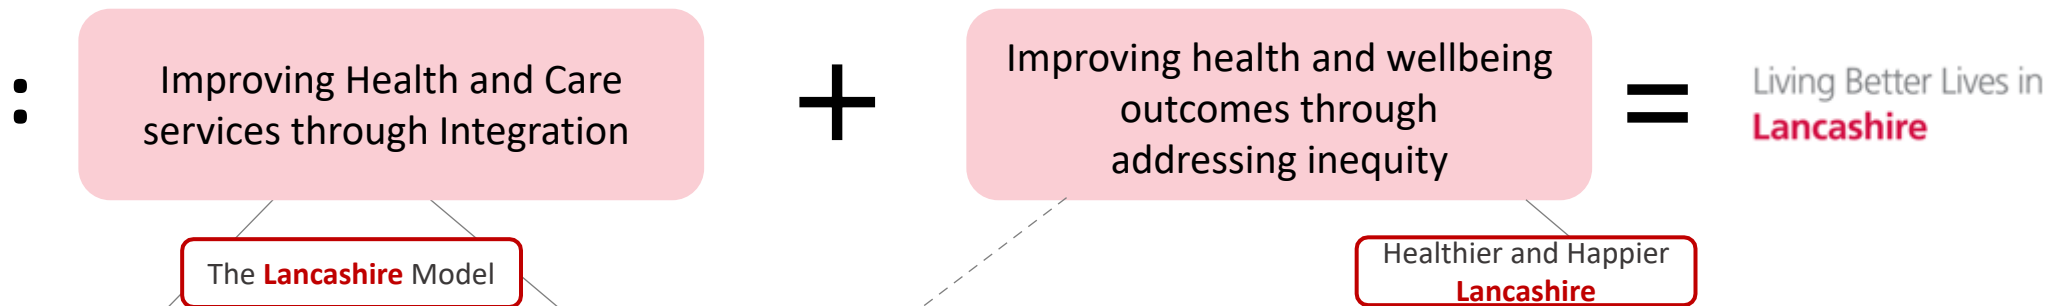 :
Improving Health and Care
services through Integration
+
Improving health and wellbeing
outcomes through
addressing inequity
=
Living Better Lives in
Lancashire
The Lancashire Model
Healthier and Happier
Lancashire